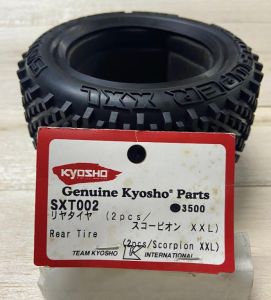 XXL
KYOSHO
Genuine Kyosho® Parts
SXT002
リヤタイヤ (2pcs/
スコーピオン XXL)
●3500
Rear Tire
(2pcs/Scorpion XXL)
TEAM KYOSHO INTERNATIONAL